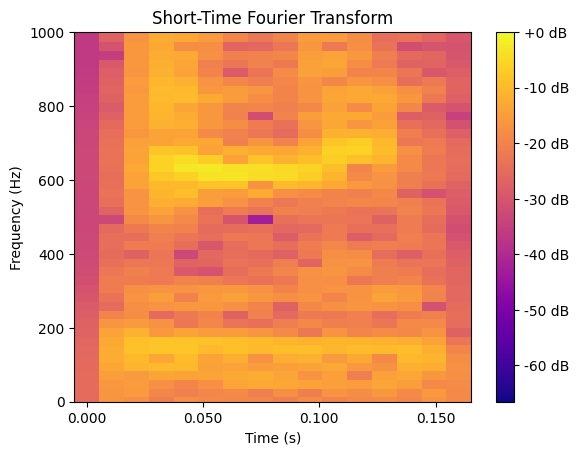 Short-Time Fourier Transform
1000
800
600
400
200
0
Frequency (Hz)
0.000 0.050 0.100 0.150
Time (s)
+0 dB
-10 dB
-20 dB
-30 dB
-40 dB
-50 dB
-60 dB